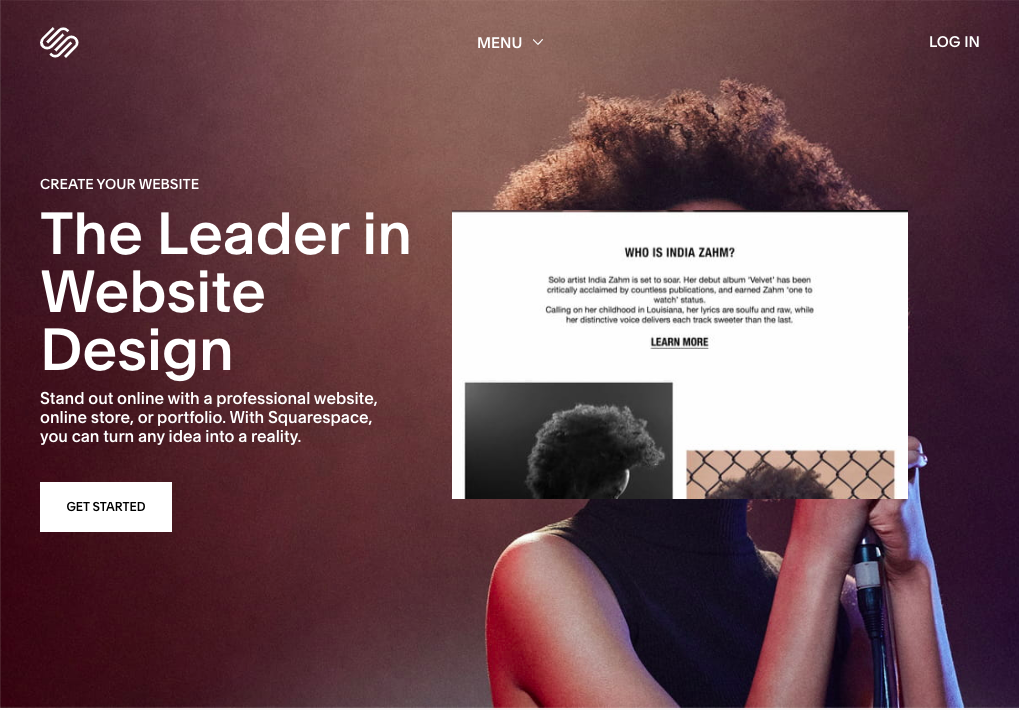 MENU
LOG IN
CREATE YOUR WEBSITE
The Leader in
Website
Design
Stand out online with a professional website,
online store, or portfolio. With Squarespace,
you can turn any idea into a reality.
GET STARTED
WHO IS INDIA ZAHM?
Solo artist India Zahm is set to soar. Her debut album 'Velvet' has been
critically acclaimed by countless publications, and earned Zahm 'one to
watch' status.
Calling on her childhood in Louisiana, her lyrics are soulfu and raw, while
her distinctive voice delivers each track sweeter than the last.
LEARN MORE